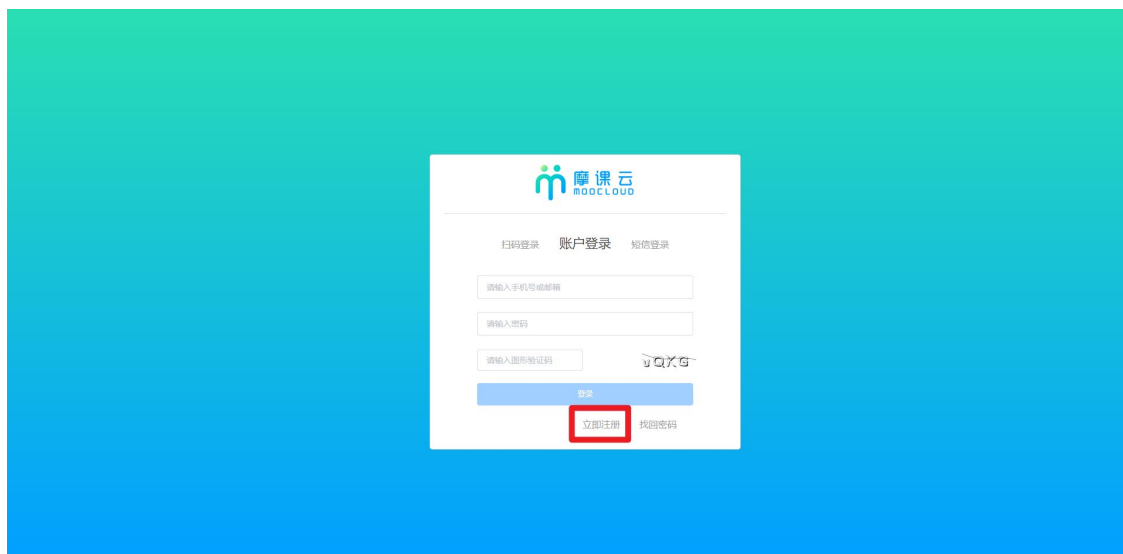 摩课云
MOOCLOUD
扫码登录 账户登录 短信登录
请输入手机号或邮箱
请输入密码
请输入图形验证码 vQXG
登录
立即注册 找回密码